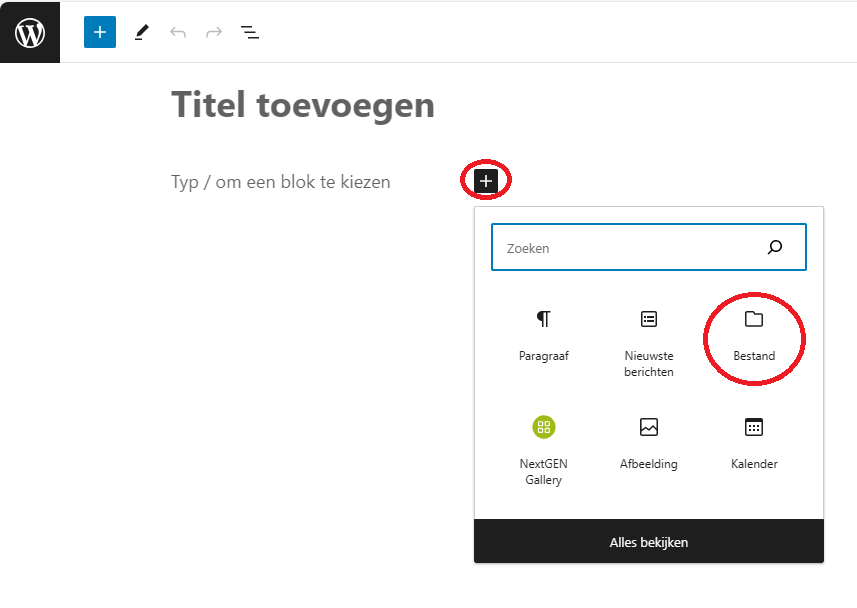 Titel toevoegen
Typ / om een blok te kiezen
Zoeken
Paragraaf
Nieuwste
berichten
Bestand
NextGEN
Gallery
Afbeelding
Kalender
Alles bekijken